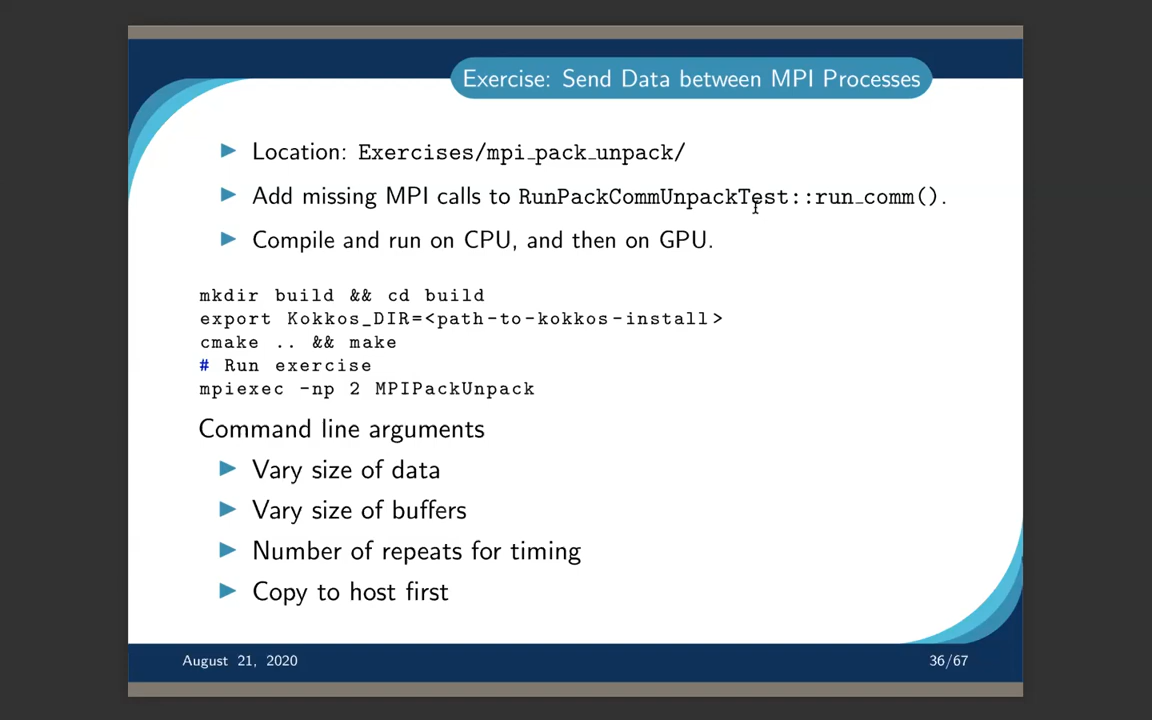 Exercise: Send Data between MPI Processes
▶ Location: Exercises/mpi_pack_unpack/
▶ Add missing MPI calls to RunPackCommUnpackTest::run_comm().
▶ Compile and run on CPU, and then on GPU.
mkdir build && cd build
export Kokkos_DIR=<path-to-kokkos-install>
cmake .. && make
# Run exercise
mpiexec -np 2 MPIPackUnpack
Command line arguments
▶ Vary size of data
▶ Vary size of buffers
▶ Number of repeats for timing
▶ Copy to host first
August 21, 2020
36/67